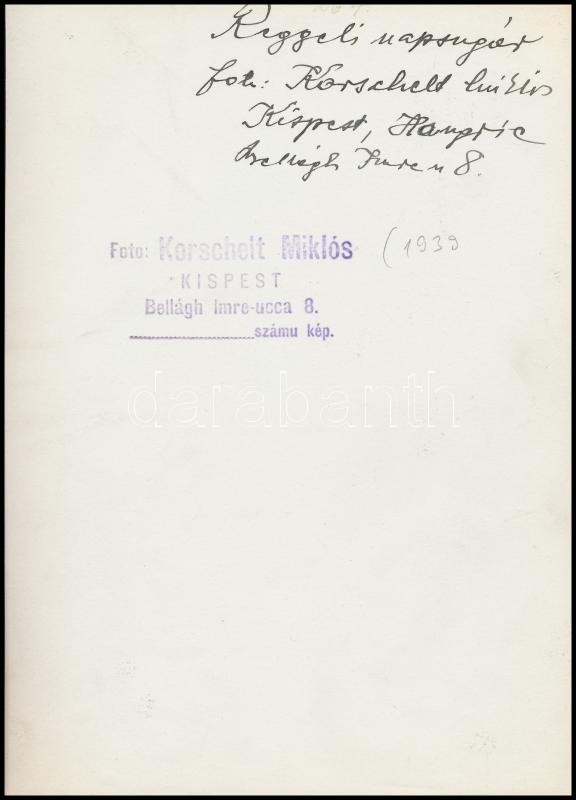 Reggeli napsugár
foto: Korschelt Miklós
Kispest, Hongrie
Bellágh Imre u 8.
Foto: Korschelt Miklós
(1939
KISPEST
Bellágh Imre-ucca 8.
számu kép.
darabanth